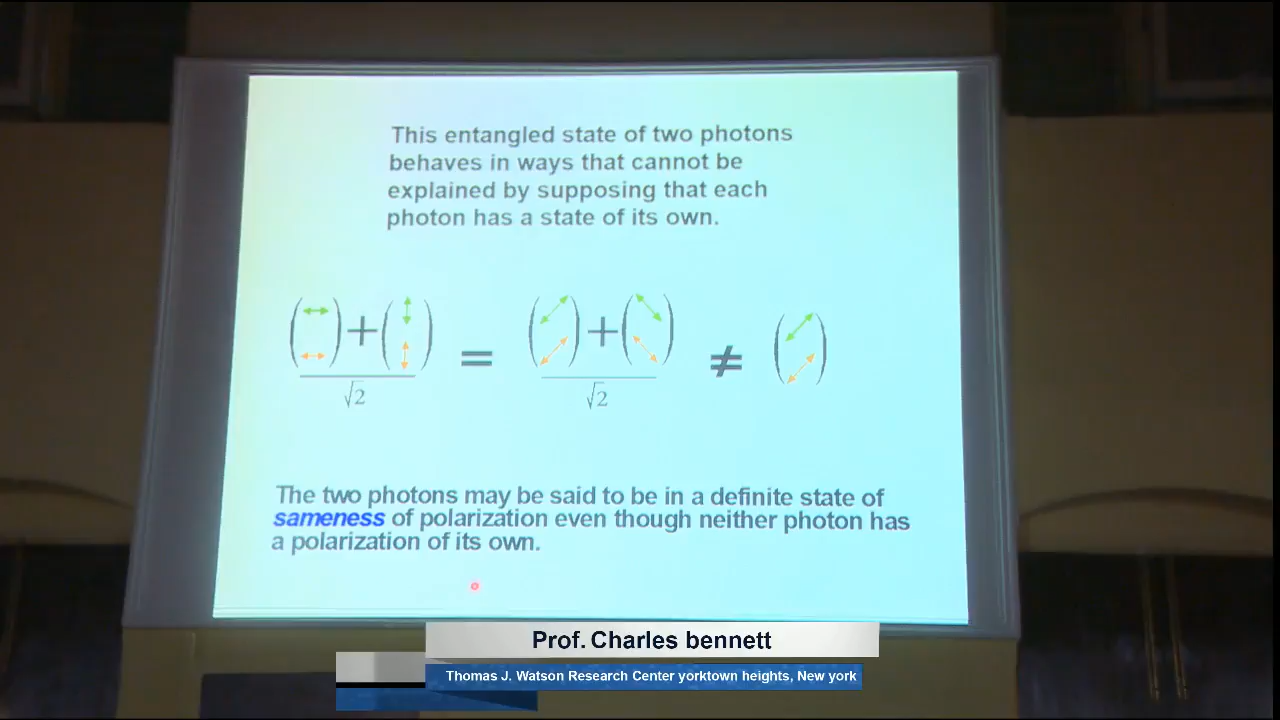 This entangled state of two photons
behaves in ways that cannot be
explained by supposing that each
photon has a state of its own.
(↔ ↔) + (↕ ↕) = (⤢ ⤢) + (⤡ ⤡) ≠ (⤢ ⤢)
√2 √2
The two photons may be said to be in a definite state of
sameness of polarization even though neither photon has
a polarization of its own.
Prof. Charles bennett
Thomas J. Watson Research Center yorktown heights, New york